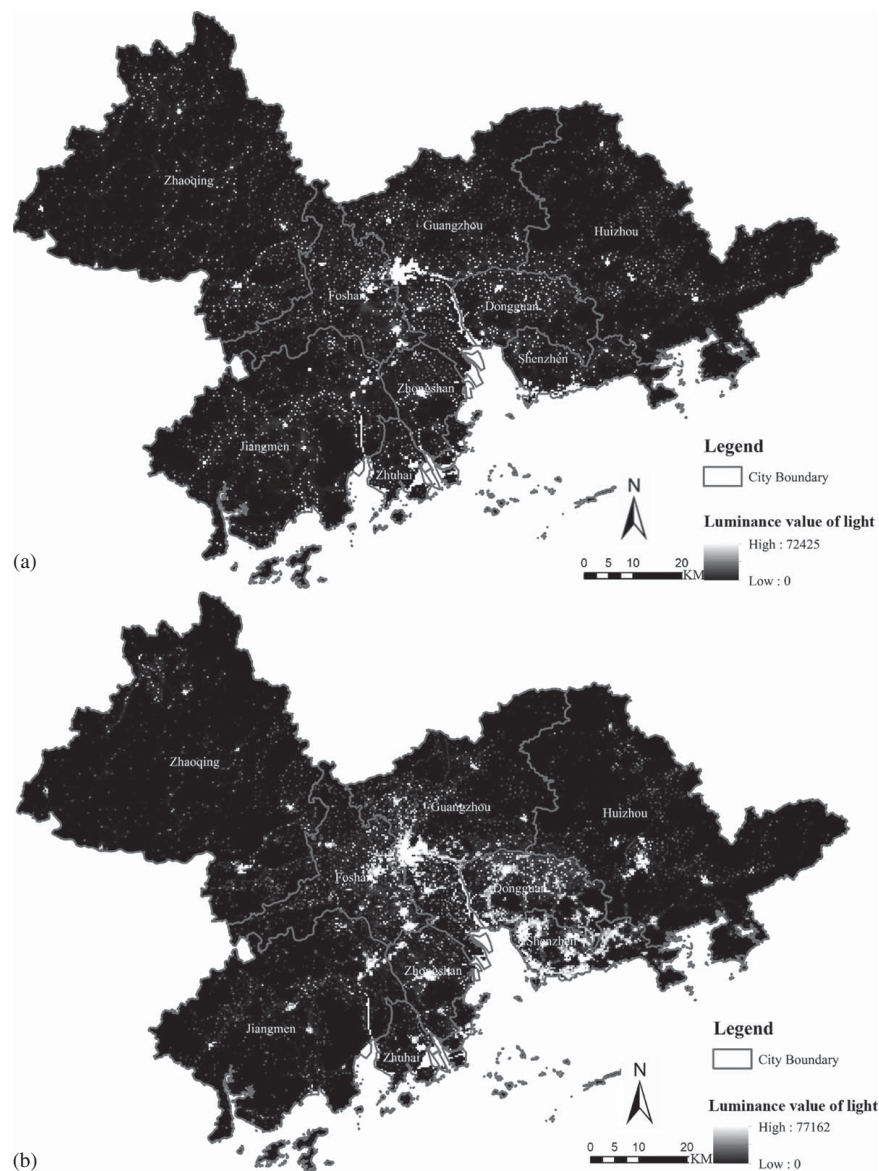 Zhaoqing
Guangzhou
Huizhou
Foshan
Dongguan
Shenzhen
Zhongshan
Jiangmen
Zhuhai
Legend
City Boundary
N
Luminance value of light
High : 72425
Low : 0
0 5 10 20
KM
(a)
Zhaoqing
Guangzhou
Huizhou
Foshan
Dongguan
Shenzhen
Zhongshan
Jiangmen
Zhuhai
Legend
City Boundary
N
Luminance value of light
High : 77162
Low : 0
0 5 10 20
KM
(b)